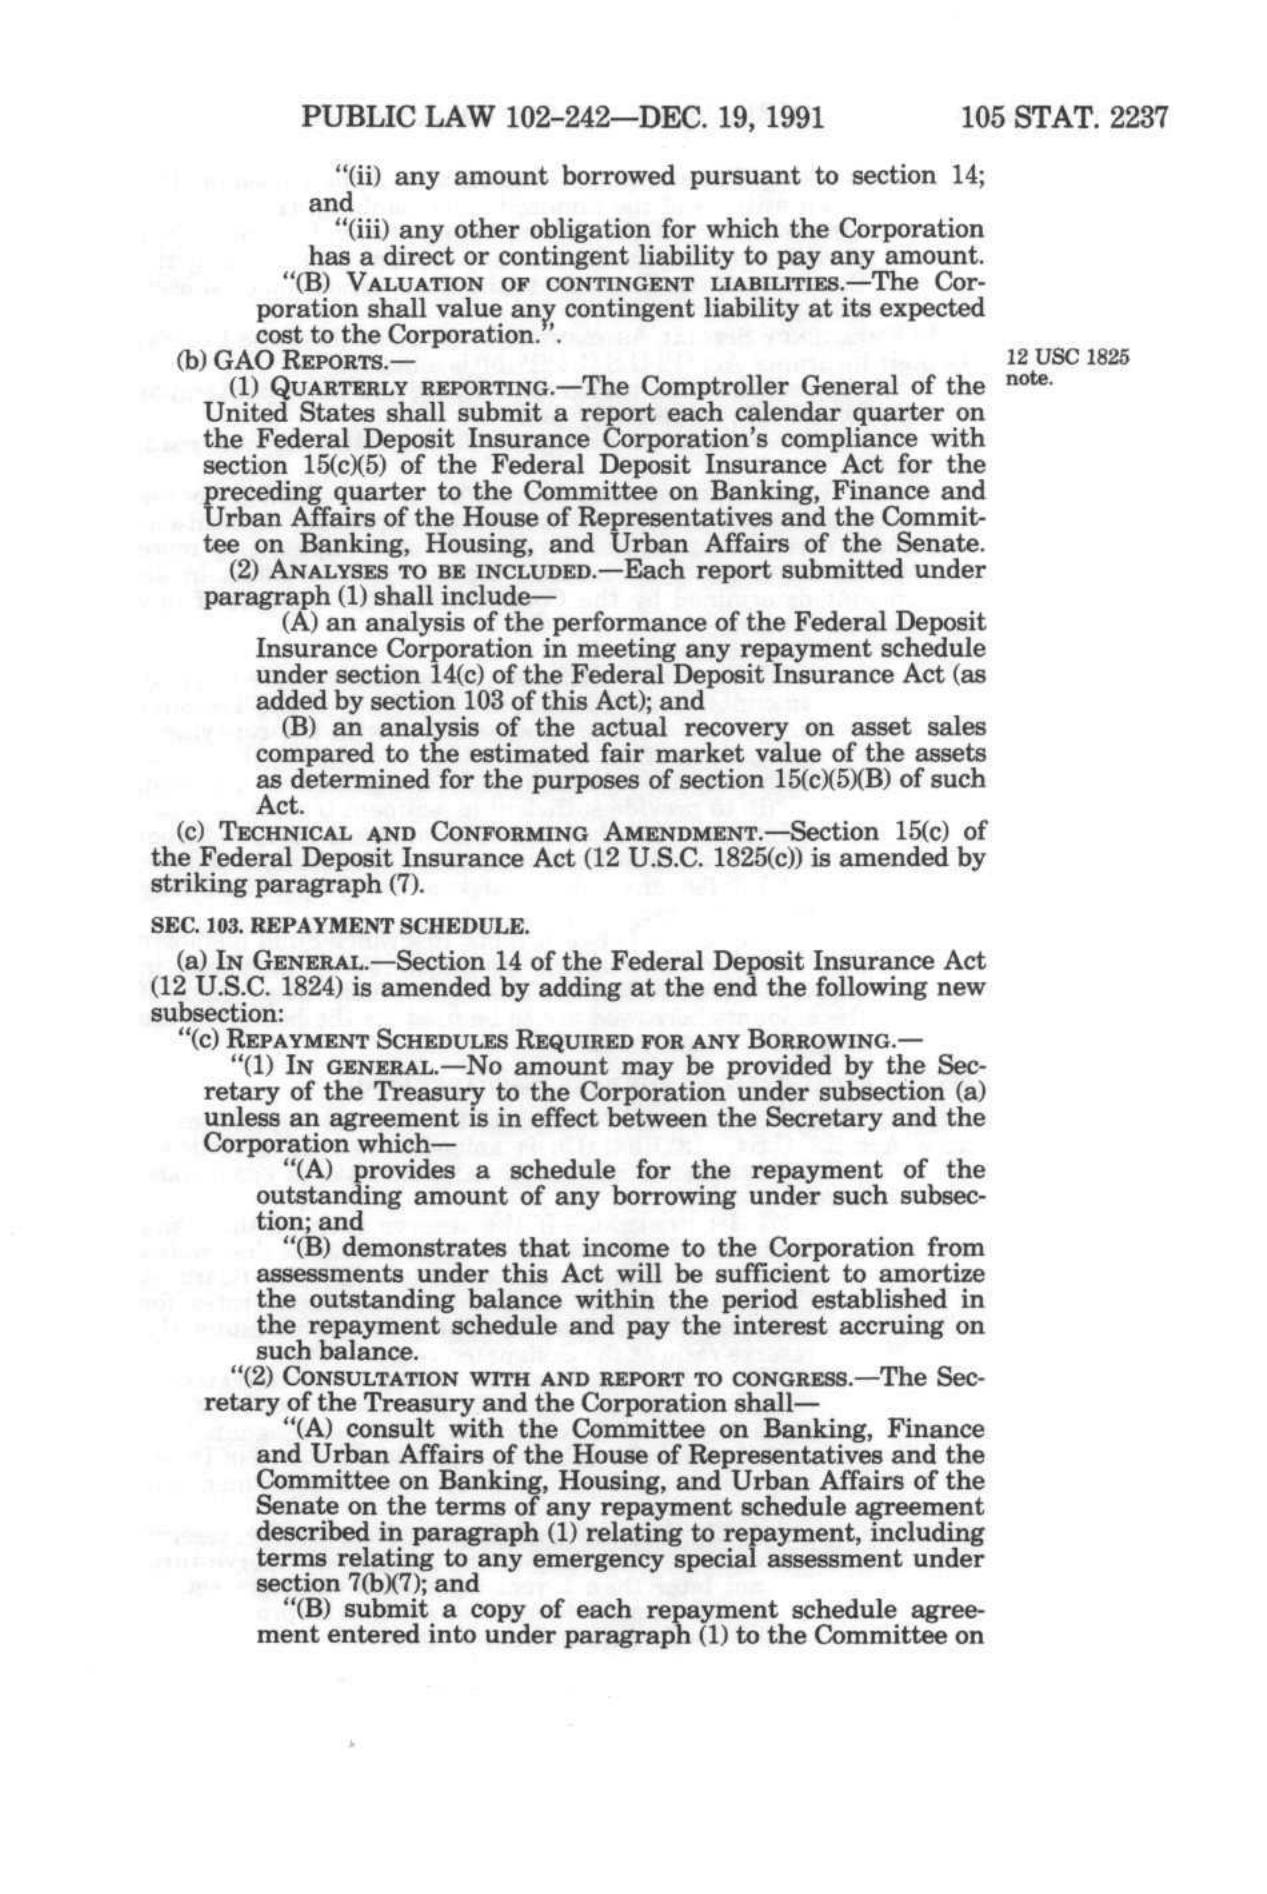 PUBLIC LAW 102–242—DEC. 19, 1991 105 STAT. 2237
"(ii) any amount borrowed pursuant to section 14;
and
"(iii) any other obligation for which the Corporation
has a direct or contingent liability to pay any amount.
"(B) VALUATION OF CONTINGENT LIABILITIES.—The Cor-
poration shall value any contingent liability at its expected
cost to the Corporation.".
(b) GAO REPORTS.—
12 USC 1825
note.
(1) QUARTERLY REPORTING.—The Comptroller General of the
United States shall submit a report each calendar quarter on
the Federal Deposit Insurance Corporation's compliance with
section 15(c)(5) of the Federal Deposit Insurance Act for the
preceding quarter to the Committee on Banking, Finance and
Urban Affairs of the House of Representatives and the Commit-
tee on Banking, Housing, and Urban Affairs of the Senate.
(2) ANALYSES TO BE INCLUDED.—Each report submitted under
paragraph (1) shall include—
(A) an analysis of the performance of the Federal Deposit
Insurance Corporation in meeting any repayment schedule
under section 14(c) of the Federal Deposit Insurance Act (as
added by section 103 of this Act); and
(B) an analysis of the actual recovery on asset sales
compared to the estimated fair market value of the assets
as determined for the purposes of section 15(c)(5)(B) of such
Act.
(c) TECHNICAL AND CONFORMING AMENDMENT.—Section 15(c) of
the Federal Deposit Insurance Act (12 U.S.C. 1825(c)) is amended by
striking paragraph (7).
SEC. 103. REPAYMENT SCHEDULE.
(a) IN GENERAL.—Section 14 of the Federal Deposit Insurance Act
(12 U.S.C. 1824) is amended by adding at the end the following new
subsection:
"(c) REPAYMENT SCHEDULES REQUIRED FOR ANY BORROWING.—
"(1) IN GENERAL.—No amount may be provided by the Sec-
retary of the Treasury to the Corporation under subsection (a)
unless an agreement is in effect between the Secretary and the
Corporation which—
"(A) provides a schedule for the repayment of the
outstanding amount of any borrowing under such subsec-
tion; and
"(B) demonstrates that income to the Corporation from
assessments under this Act will be sufficient to amortize
the outstanding balance within the period established in
the repayment schedule and pay the interest accruing on
such balance.
"(2) CONSULTATION WITH AND REPORT TO CONGRESS.—The Sec-
retary of the Treasury and the Corporation shall—
"(A) consult with the Committee on Banking, Finance
and Urban Affairs of the House of Representatives and the
Committee on Banking, Housing, and Urban Affairs of the
Senate on the terms of any repayment schedule agreement
described in paragraph (1) relating to repayment, including
terms relating to any emergency special assessment under
section 7(b)(7); and
"(B) submit a copy of each repayment schedule agree-
ment entered into under paragraph (1) to the Committee on